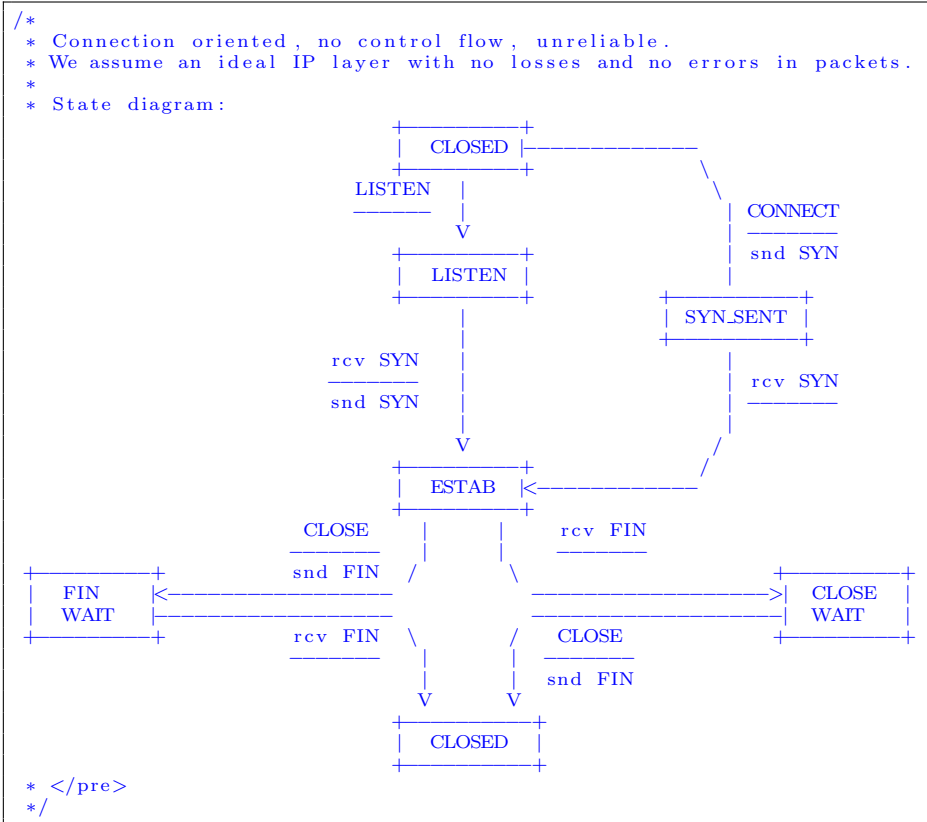 /*
 * Connection oriented, no control flow, unreliable.
 * We assume an ideal IP layer with no losses and no errors in packets.
 *
 * State diagram:
CLOSED
LISTEN
CONNECT
snd SYN
LISTEN
SYN_SENT
rcv SYN
snd SYN
rcv SYN
ESTAB
CLOSE
rcv FIN
snd FIN
FIN
CLOSE
WAIT
WAIT
rcv FIN
CLOSE
snd FIN
CLOSED
 * </pre>
 */